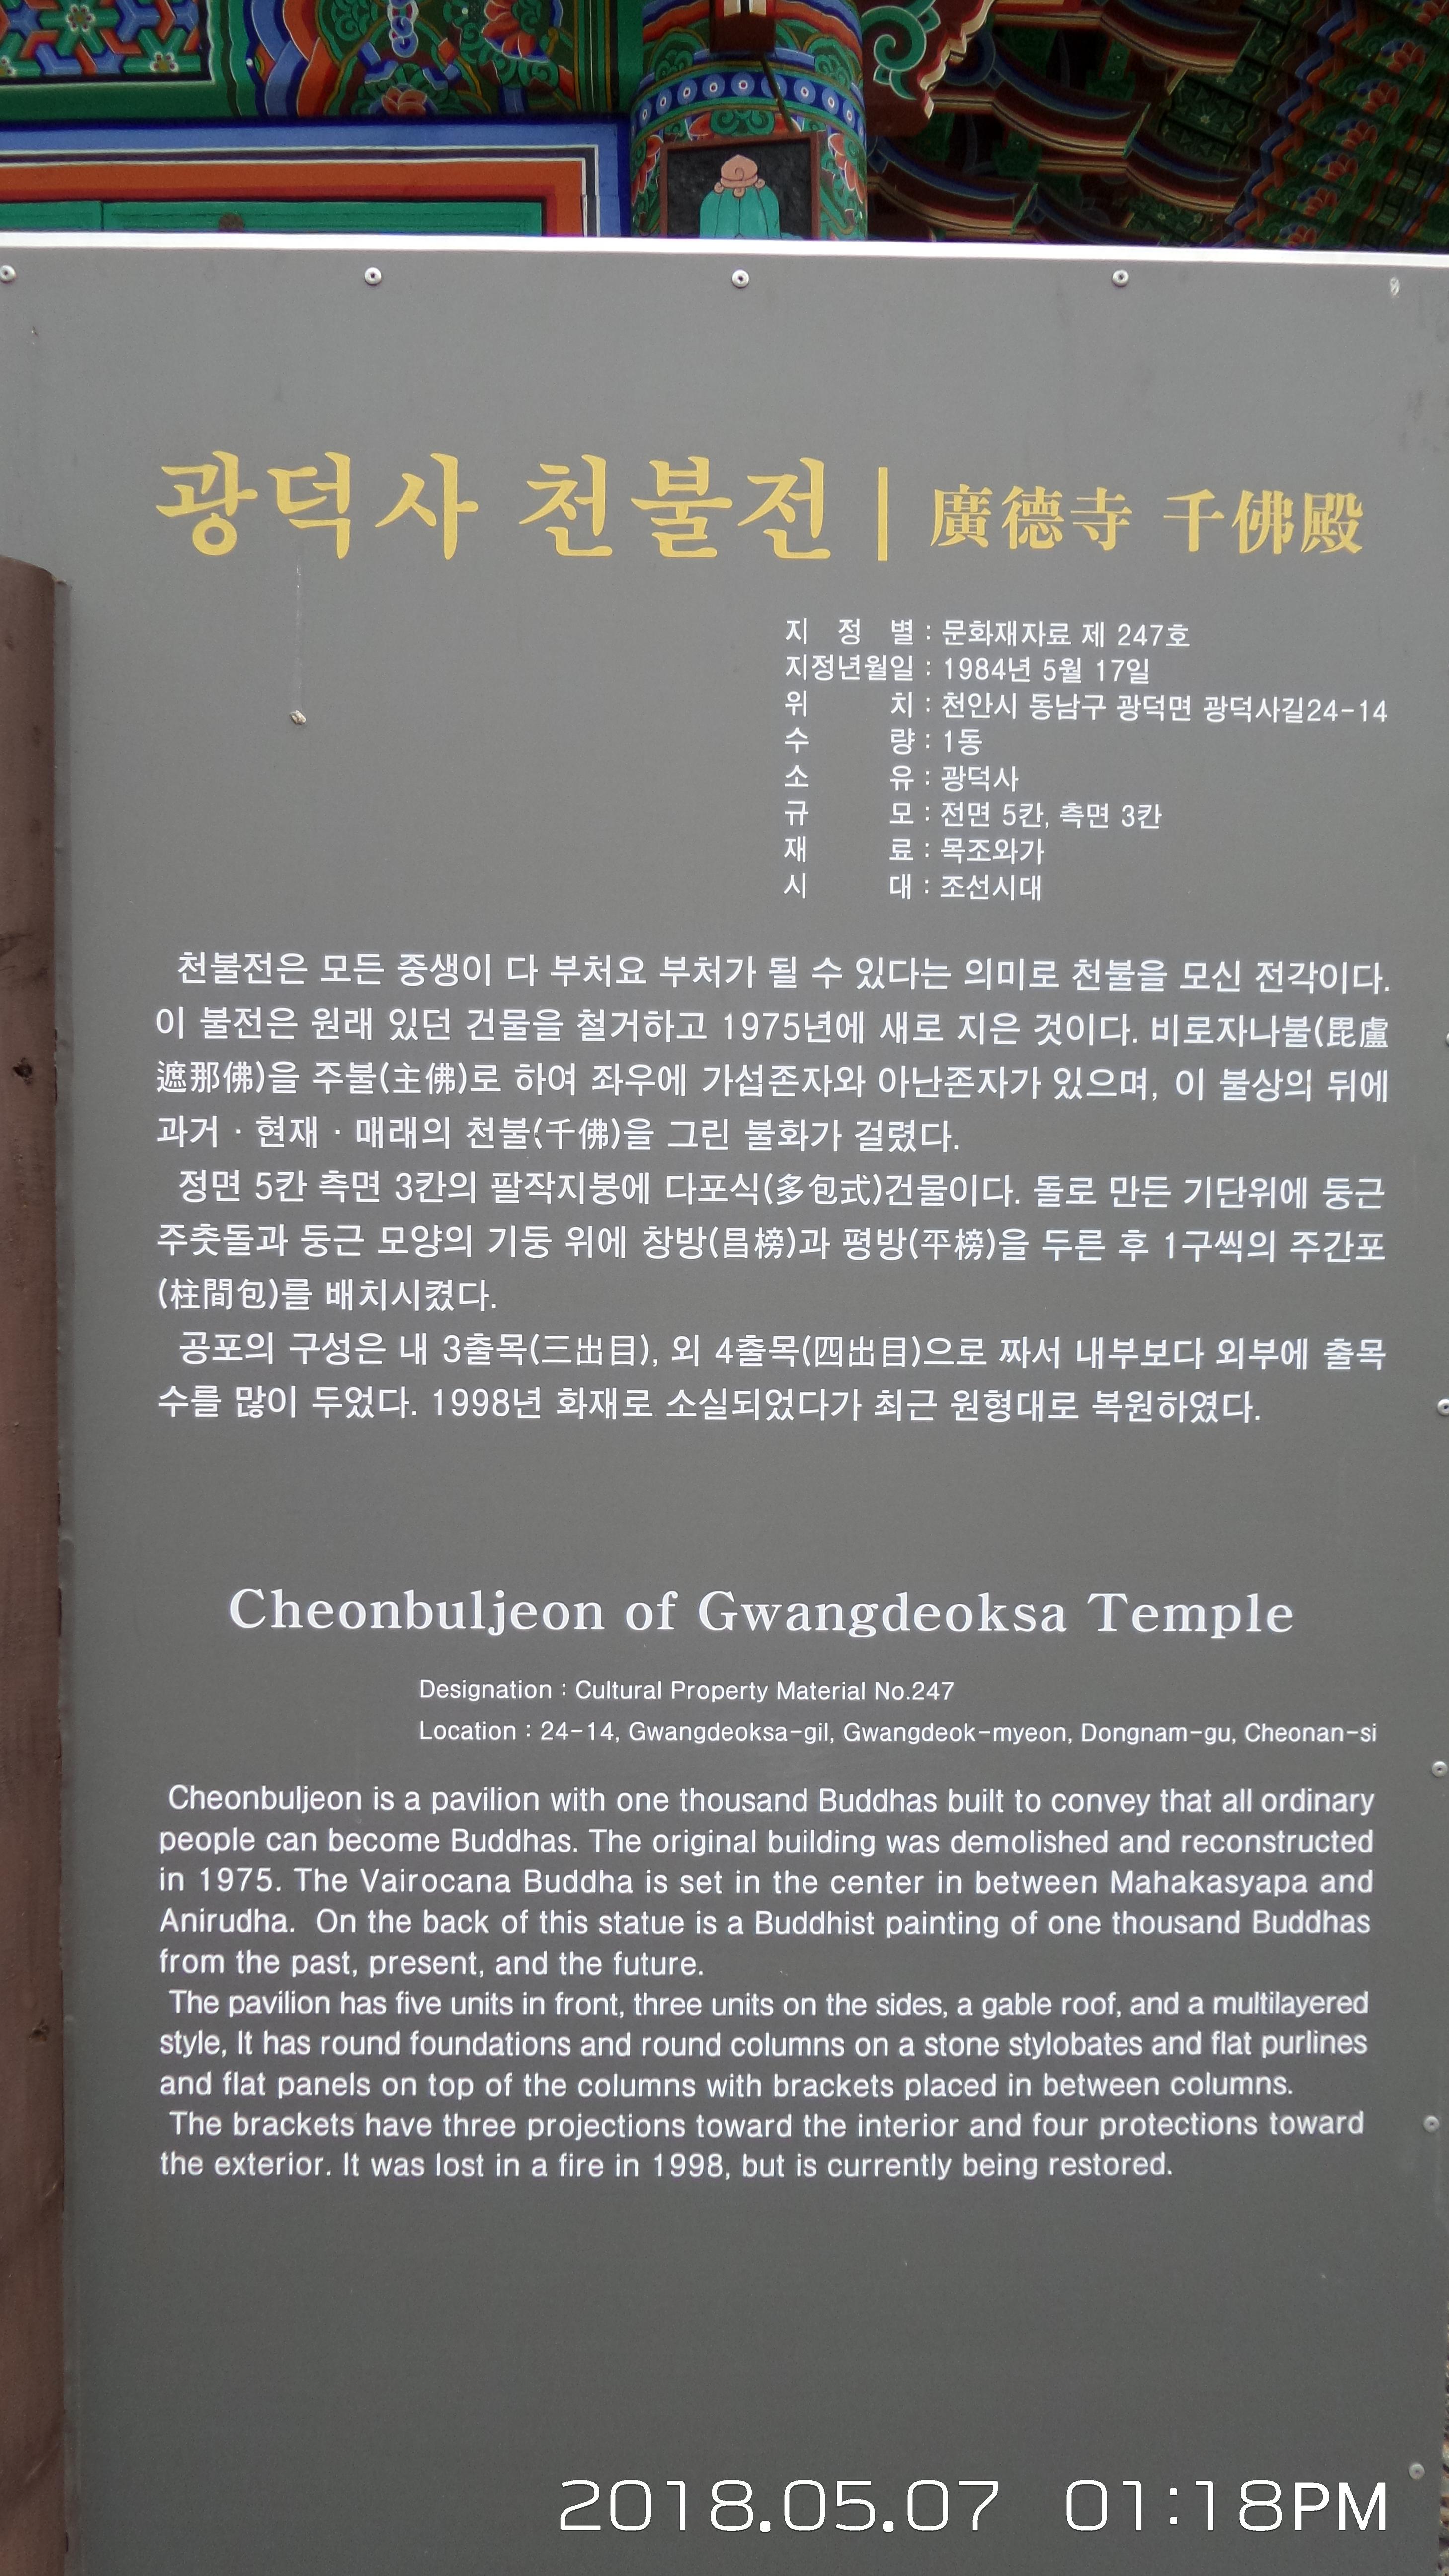 광덕사 천불전 | 廣德寺 千佛殿
지 정 별 : 문화재자료 제 247호
지정년월일 : 1984년 5월 17일
위 치 : 천안시 동남구 광덕면 광덕사길24-14
수 량 : 1동
소 유 : 광덕사
규 모 : 전면 5칸, 측면 3칸
재 료 : 목조와가
시 대 : 조선시대
천불전은 모든 중생이 다 부처요 부처가 될 수 있다는 의미로 천불을 모신 전각이다.
이 불전은 원래 있던 건물을 철거하고 1975년에 새로 지은 것이다. 비로자나불(毘盧
遮那佛)을 주불(主佛)로 하여 좌우에 가섭존자와 아난존자가 있으며, 이 불상의 뒤에
과거 · 현재 · 매래의 천불(千佛)을 그린 불화가 걸렸다.
정면 5칸 측면 3칸의 팔작지붕에 다포식(多包式)건물이다. 돌로 만든 기단위에 둥근
주춧돌과 둥근 모양의 기둥 위에 창방(昌榜)과 평방(平榜)을 두른 후 1구씩의 주간포
(柱間包)를 배치시켰다.
공포의 구성은 내 3출목(三出目), 외 4출목(四出目)으로 짜서 내부보다 외부에 출목
수를 많이 두었다. 1998년 화재로 소실되었다가 최근 원형대로 복원하였다.
Cheonbuljeon of Gwangdeoksa Temple
Designation : Cultural Property Material No.247
Location : 24-14, Gwangdeoksa-gil, Gwangdeok-myeon, Dongnam-gu, Cheonan-si
Cheonbuljeon is a pavilion with one thousand Buddhas built to convey that all ordinary
people can become Buddhas. The original building was demolished and reconstructed
in 1975. The Vairocana Buddha is set in the center in between Mahakasyapa and
Anirudha. On the back of this statue is a Buddhist painting of one thousand Buddhas
from the past, present, and the future.
The pavilion has five units in front, three units on the sides, a gable roof, and a multilayered
style, It has round foundations and round columns on a stone stylobates and flat purlines
and flat panels on top of the columns with brackets placed in between columns.
The brackets have three projections toward the interior and four protections toward
the exterior. It was lost in a fire in 1998, but is currently being restored.
2018.05.07 01:18PM